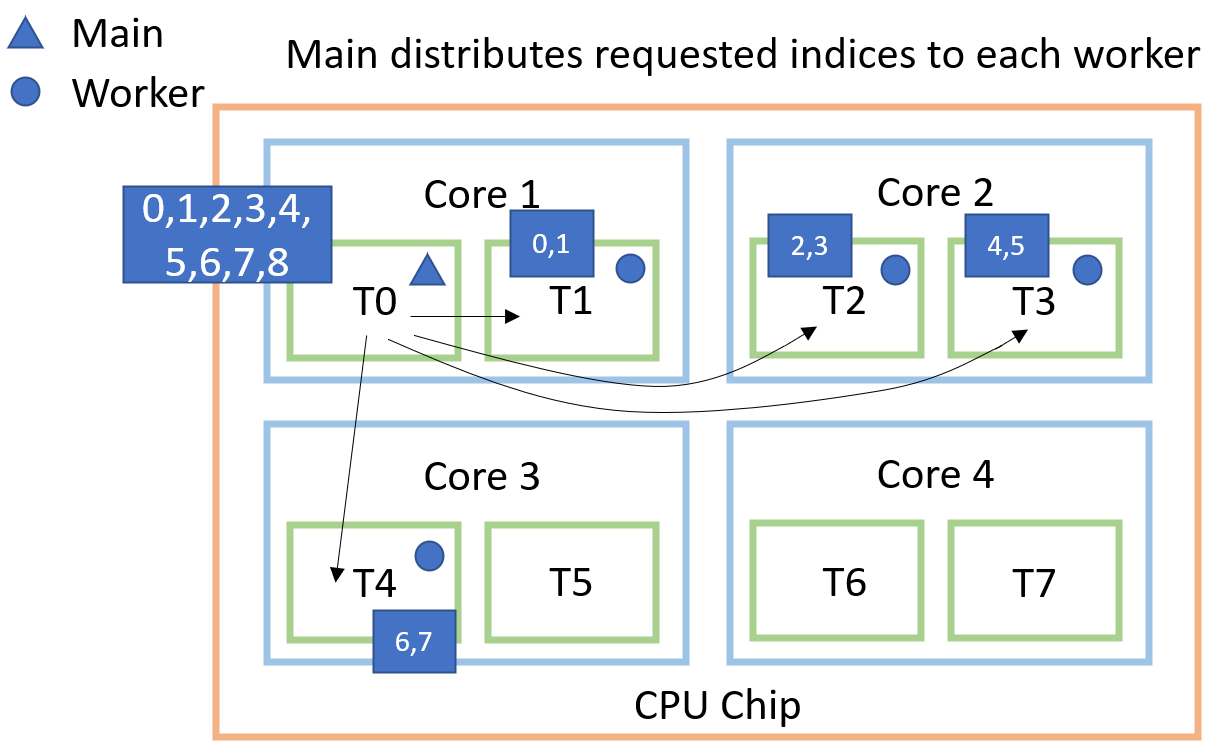 Main
Worker
Main distributes requested indices to each worker
0,1,2,3,4,
5,6,7,8
Core 1
0,1
T0
T1
Core 2
2,3
4,5
T2
T3
Core 3
T4
T5
6,7
Core 4
T6
T7
CPU Chip